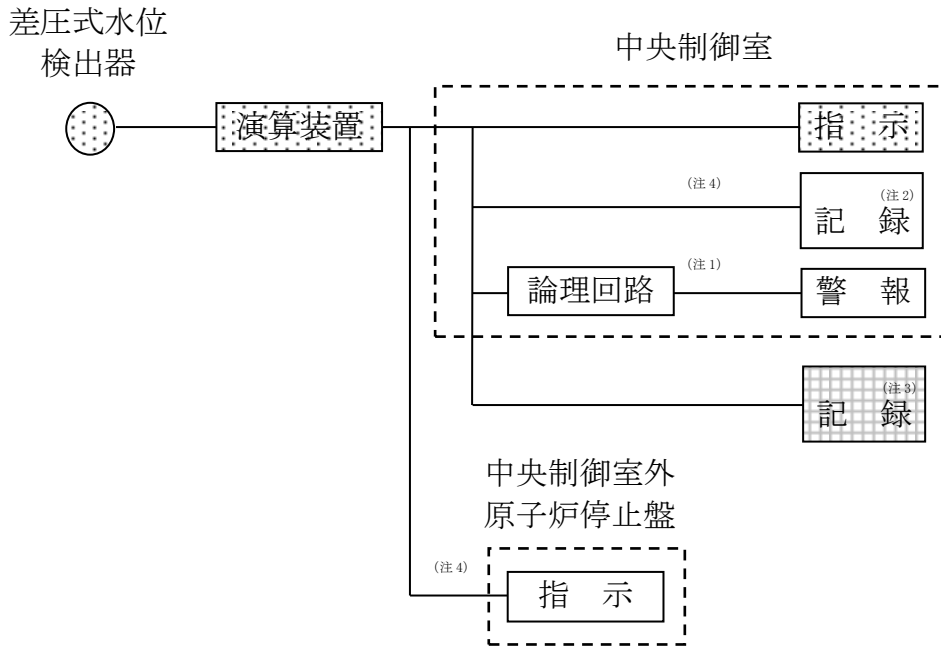 差圧式水位
検出器
中央制御室
演算装置
指　示
(注 4)
(注 2)
記　録
論理回路
(注 1)
警　報
(注 3)
記　録
中央制御室外
原子炉停止盤
(注 4)
指　示